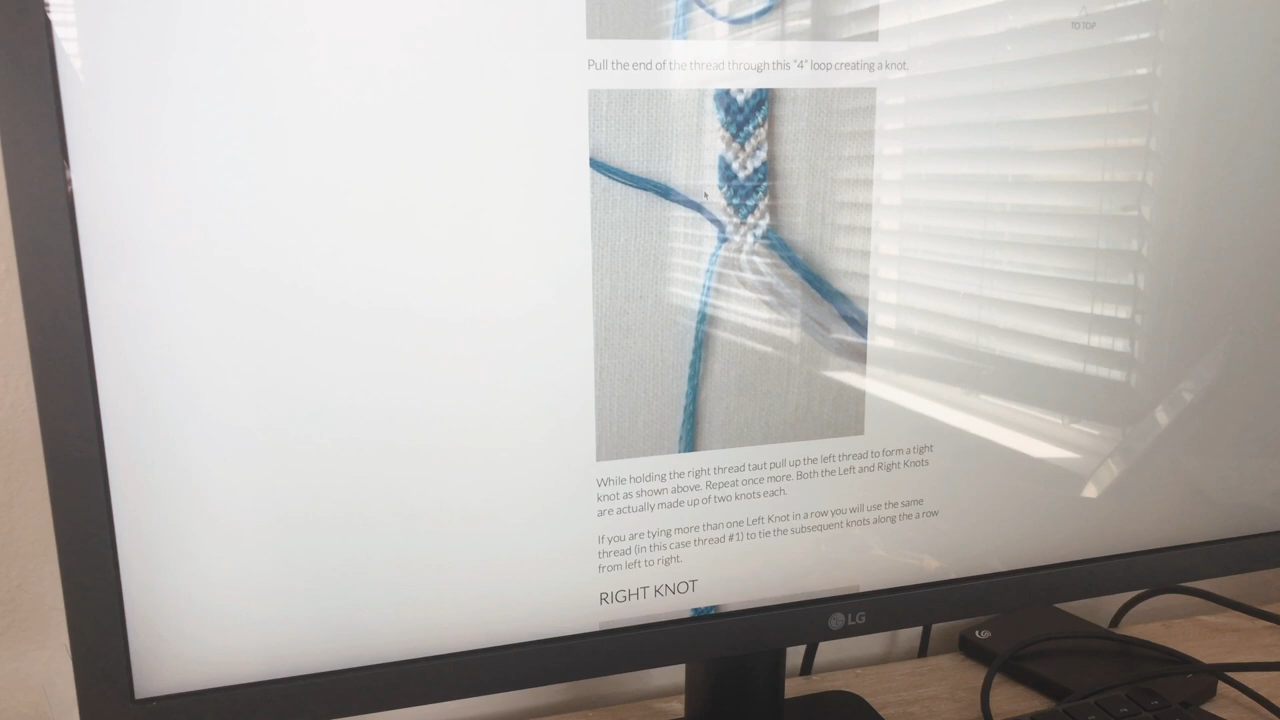 TO TOP
Pull the end of the thread through this "4" loop creating a knot.
While holding the right thread taut pull up the left thread to form a tight
knot as shown above. Repeat once more. Both the Left and Right Knots
are actually made up of two knots each.
If you are tying more than one Left Knot in a row you will use the same
thread (in this case thread #1) to tie the subsequent knots along the a row
from left to right.
RIGHT KNOT
LG